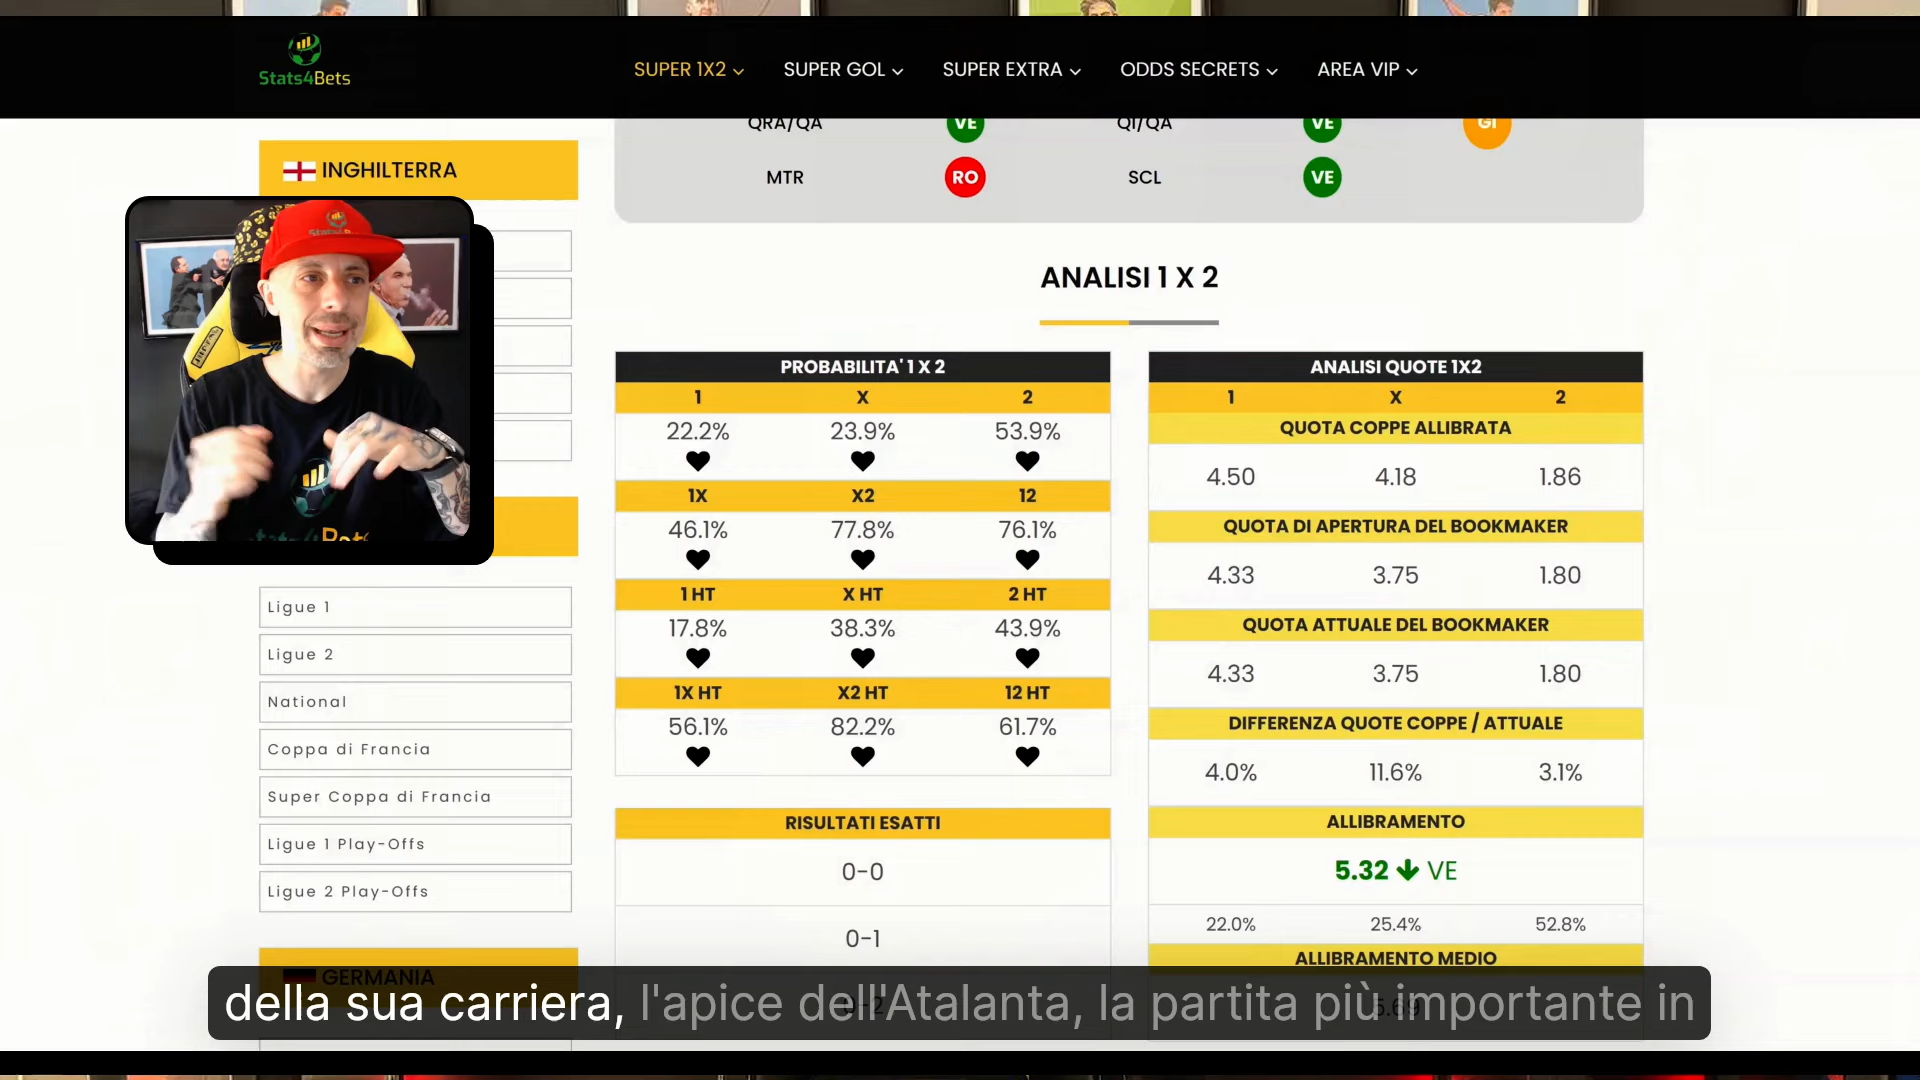 Stats4Bets
SUPER 1X2
SUPER GOL
SUPER EXTRA
ODDS SECRETS
AREA VIP
QRA/QA
VE
QI/QA
VE
GI
MTR
RO
SCL
VE
INGHILTERRA
Ligue 1
Ligue 2
National
Coppa di Francia
Super Coppa di Francia
Ligue 1 Play-Offs
Ligue 2 Play-Offs
GERMANIA
ANALISI 1 X 2
PROBABILITA' 1 X 2
1 X 2
22.2% 23.9% 53.9%
1X X2 12
46.1% 77.8% 76.1%
1 HT X HT 2 HT
17.8% 38.3% 43.9%
1X HT X2 HT 12 HT
56.1% 82.2% 61.7%
RISULTATI ESATTI
0-0
0-1
0-2
ANALISI QUOTE 1X2
1 X 2
QUOTA COPPE ALLIBRATA
4.50 4.18 1.86
QUOTA DI APERTURA DEL BOOKMAKER
4.33 3.75 1.80
QUOTA ATTUALE DEL BOOKMAKER
4.33 3.75 1.80
DIFFERENZA QUOTE COPPE / ATTUALE
4.0% 11.6% 3.1%
ALLIBRAMENTO
5.32 VE
22.0% 25.4% 52.8%
ALLIBRAMENTO MEDIO
della sua carriera, l'apice dell'Atalanta, la partita più importante in